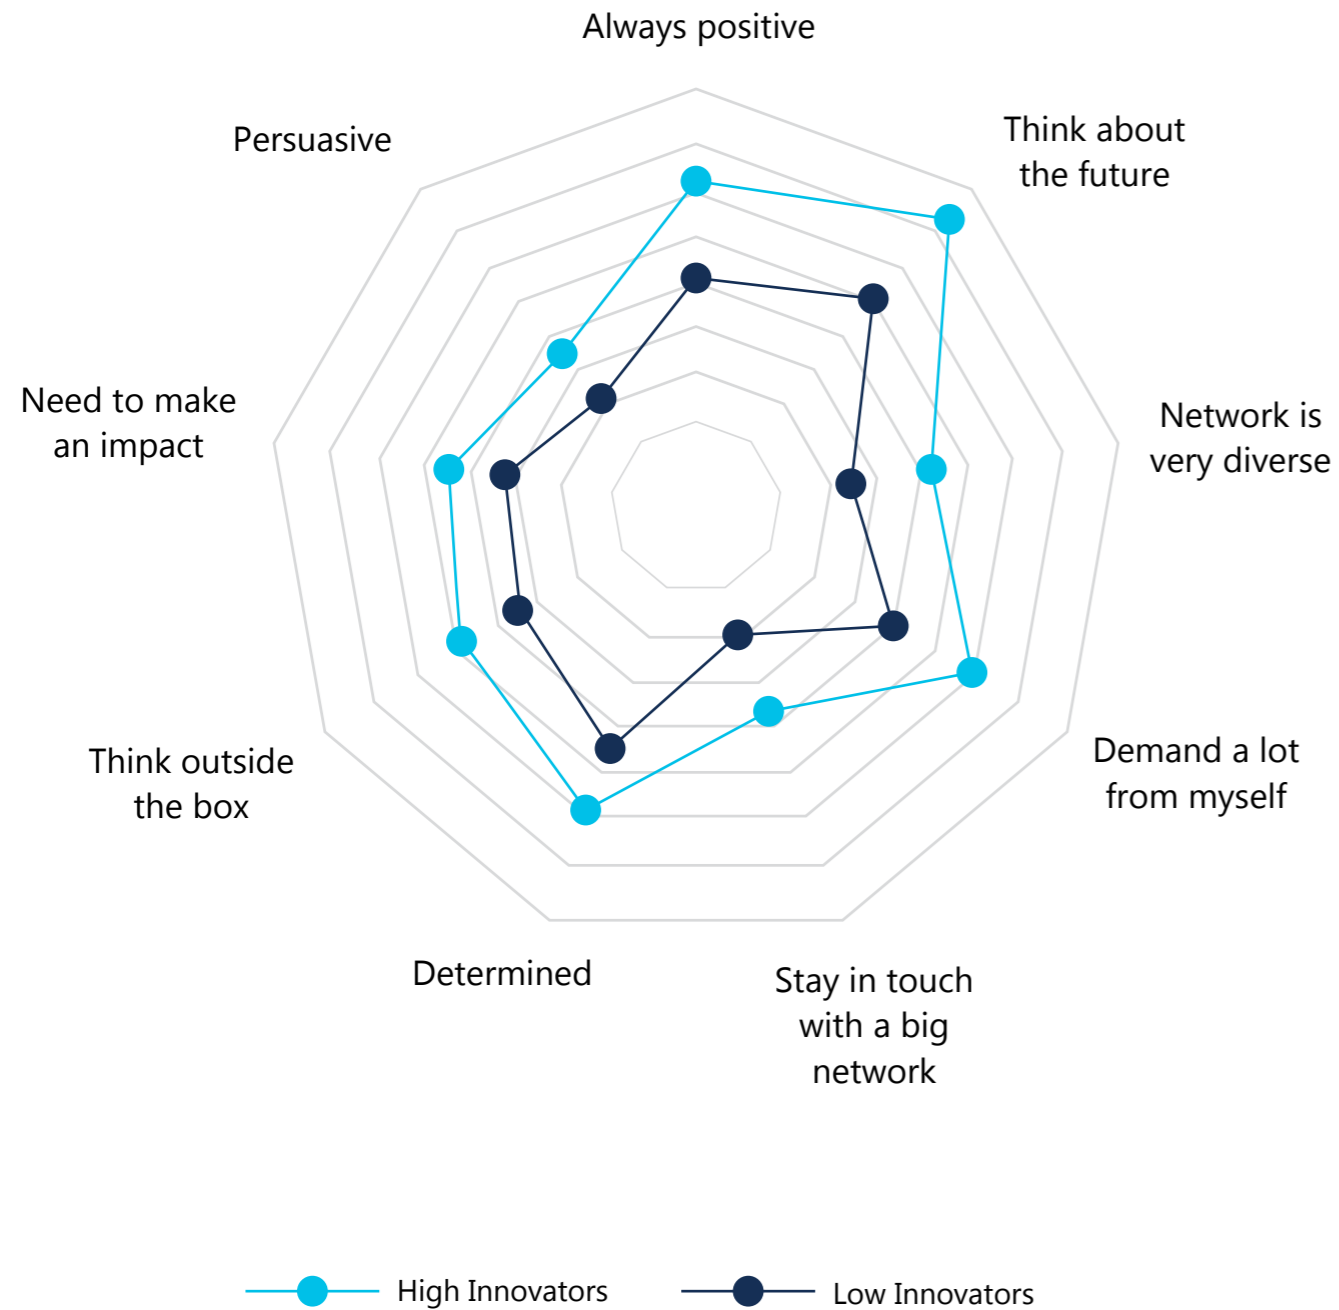 Always positive
Think about
the future
Persuasive
Need to make
an impact
Network is
very diverse
Think outside
the box
Demand a lot
from myself
Determined
Stay in touch
with a big
network
High Innovators
Low Innovators